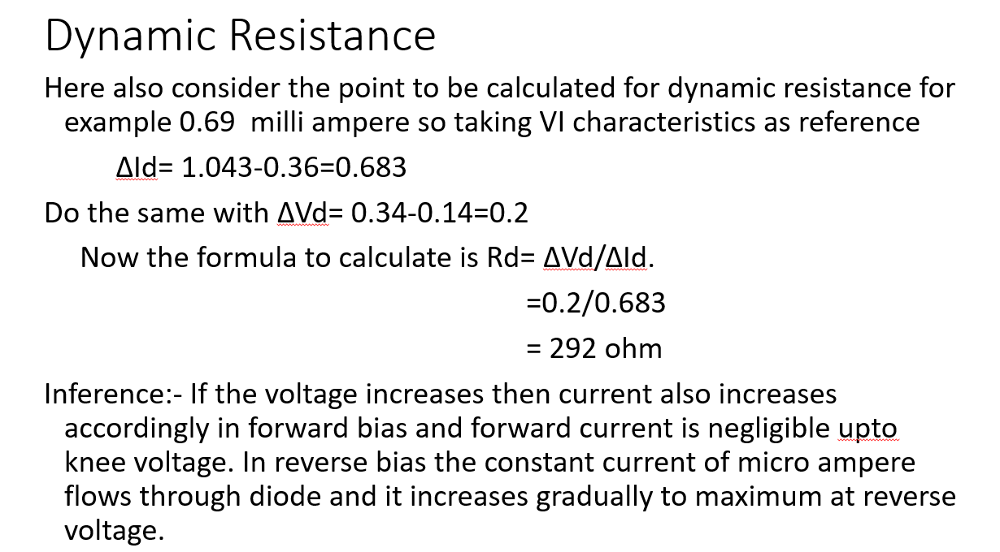 Dynamic Resistance
Here also consider the point to be calculated for dynamic resistance for
example 0.69  milli ampere so taking VI characteristics as reference
∆Id= 1.043-0.36=0.683
Do the same with ∆Vd= 0.34-0.14=0.2
Now the formula to calculate is Rd= ∆Vd/∆Id.
=0.2/0.683
= 292 ohm
Inference:- If the voltage increases then current also increases
accordingly in forward bias and forward current is negligible upto
knee voltage. In reverse bias the constant current of micro ampere
flows through diode and it increases gradually to maximum at reverse
voltage.